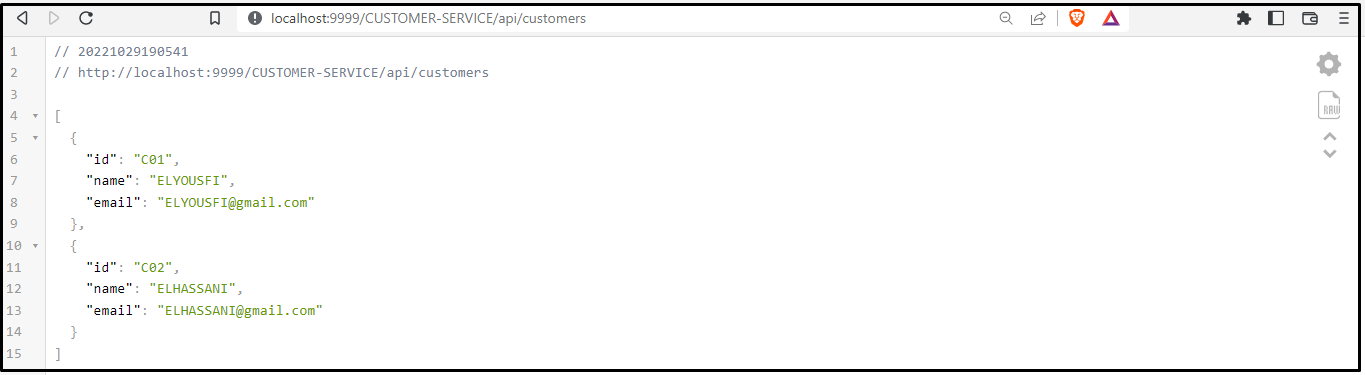 localhost:9999/CUSTOMER-SERVICE/api/customers
1 // 20221029190541
2 // http://localhost:9999/CUSTOMER-SERVICE/api/customers
3
4 [
5 {
6 "id": "C01",
7 "name": "ELYOUSFI",
8 "email": "ELYOUSFI@gmail.com"
9 },
10 {
11 "id": "C02",
12 "name": "ELHASSANI",
13 "email": "ELHASSANI@gmail.com"
14 }
15 ]
RAW